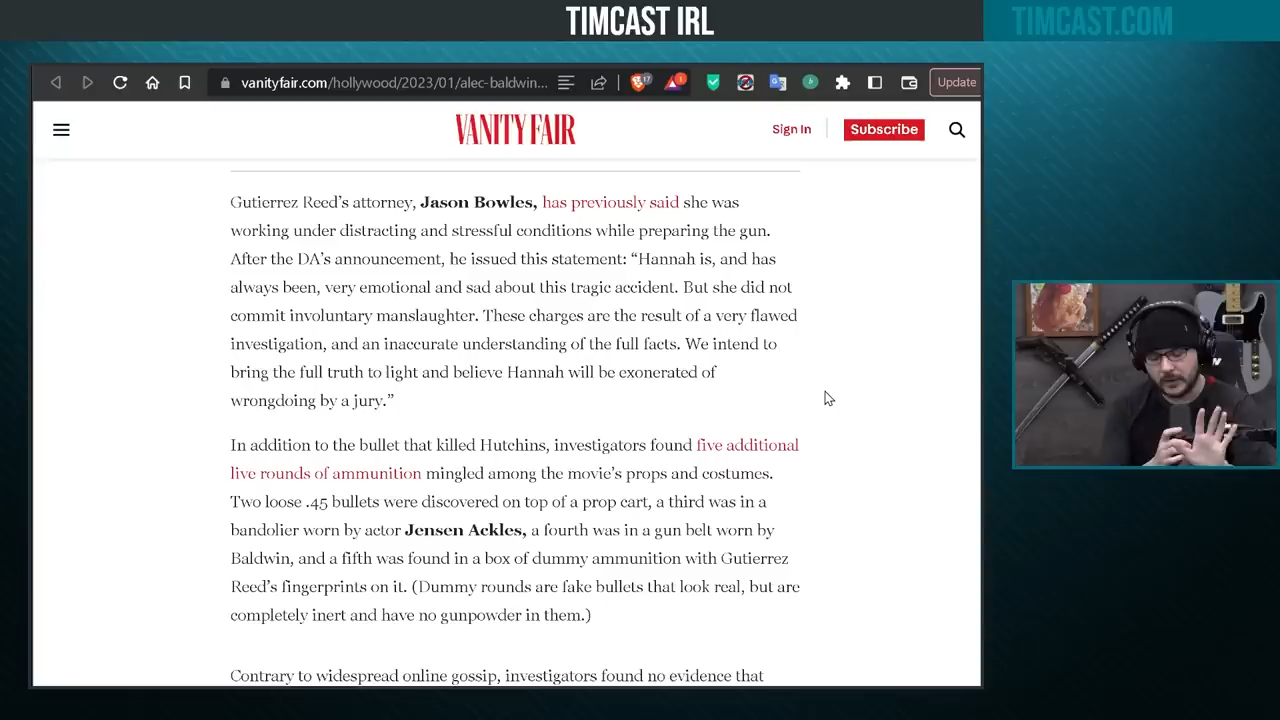 TIMCAST IRL
TIMCAST.COM
vanityfair.com/hollywood/2023/01/alec-baldwin...
17
1
Update
VANITY FAIR
Sign In
Subscribe
Gutierrez Reed’s attorney, Jason Bowles, has previously said she was
working under distracting and stressful conditions while preparing the gun.
After the DA’s announcement, he issued this statement: “Hannah is, and has
always been, very emotional and sad about this tragic accident. But she did not
commit involuntary manslaughter. These charges are the result of a very flawed
investigation, and an inaccurate understanding of the full facts. We intend to
bring the full truth to light and believe Hannah will be exonerated of
wrongdoing by a jury.”
In addition to the bullet that killed Hutchins, investigators found five additional
live rounds of ammunition mingled among the movie’s props and costumes.
Two loose .45 bullets were discovered on top of a prop cart, a third was in a
bandolier worn by actor Jensen Ackles, a fourth was in a gun belt worn by
Baldwin, and a fifth was found in a box of dummy ammunition with Gutierrez
Reed’s fingerprints on it. (Dummy rounds are fake bullets that look real, but are
completely inert and have no gunpowder in them.)
Contrary to widespread online gossip, investigators found no evidence that